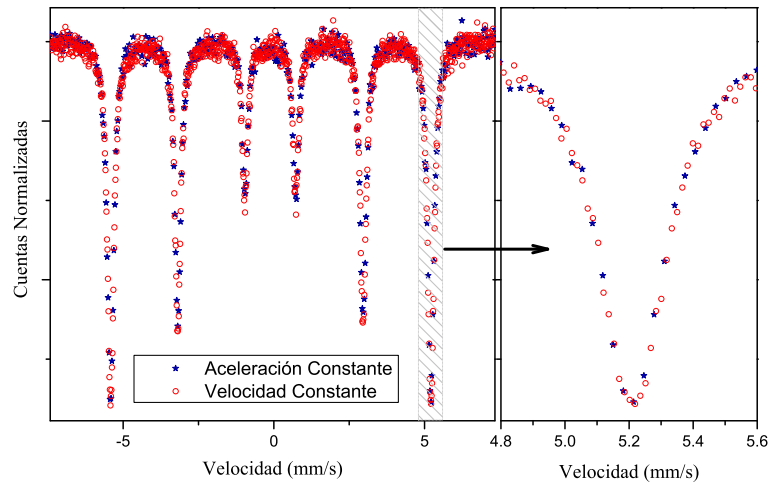 Cuentas Normalizadas
Aceleración Constante
Velocidad Constante
-5 0 5
4.8 5.0 5.2 5.4 5.6
Velocidad (mm/s) Velocidad (mm/s)